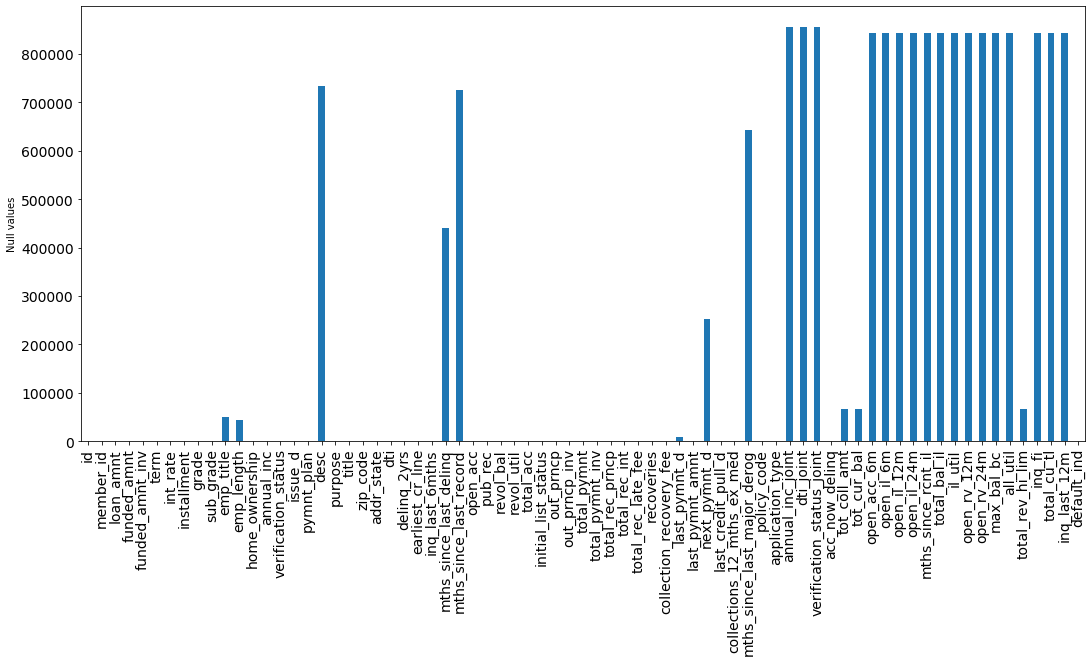 800000
700000
600000
500000
400000
300000
200000
100000
0
Null values
id
member_id
loan_amnt
funded_amnt
funded_amnt_inv
term
int_rate
installment
grade
sub_grade
emp_title
emp_length
home_ownership
annual_inc
verification_status
issue_d
pymnt_plan
desc
purpose
title
zip_code
addr_state
dti
delinq_2yrs
earliest_cr_line
inq_last_6mths
mths_since_last_delinq
mths_since_last_record
open_acc
pub_rec
revol_bal
revol_util
total_acc
initial_list_status
out_prncp
out_prncp_inv
total_pymnt
total_pymnt_inv
total_rec_prncp
total_rec_int
total_rec_late_fee
recoveries
collection_recovery_fee
last_pymnt_d
last_pymnt_amnt
next_pymnt_d
last_credit_pull_d
collections_12_mths_ex_med
mths_since_last_major_derog
policy_code
application_type
annual_inc_joint
dti_joint
verification_status_joint
acc_now_delinq
tot_coll_amt
tot_cur_bal
open_acc_6m
open_il_6m
open_il_12m
open_il_24m
mths_since_rcnt_il
total_bal_il
il_util
open_rv_12m
open_rv_24m
max_bal_bc
all_util
total_rev_hi_lim
inq_fi
total_cu_tl
inq_last_12m
default_ind